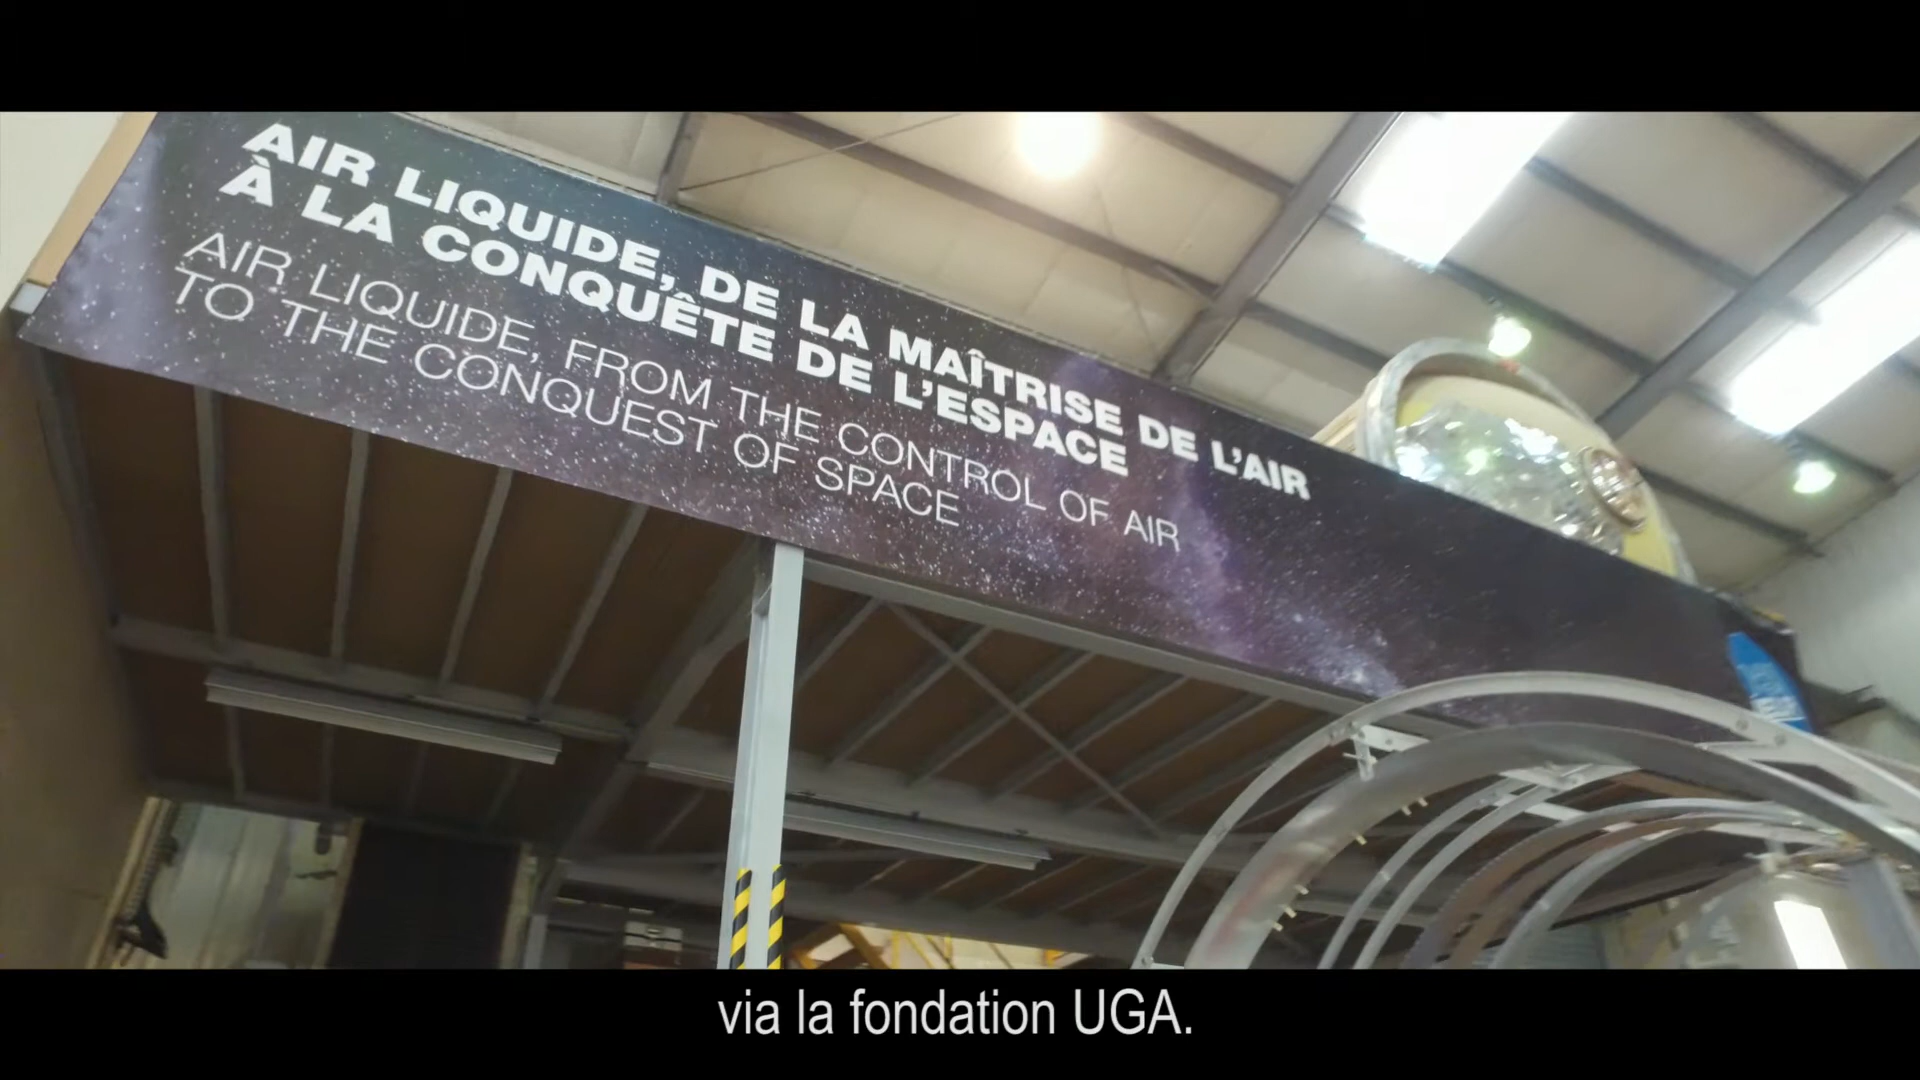 AIR LIQUIDE, DE LA MAÎTRISE DE L'AIR
À LA CONQUÊTE DE L'ESPACE
AIR LIQUIDE, FROM THE CONTROL OF AIR
TO THE CONQUEST OF SPACE
via la fondation UGA.